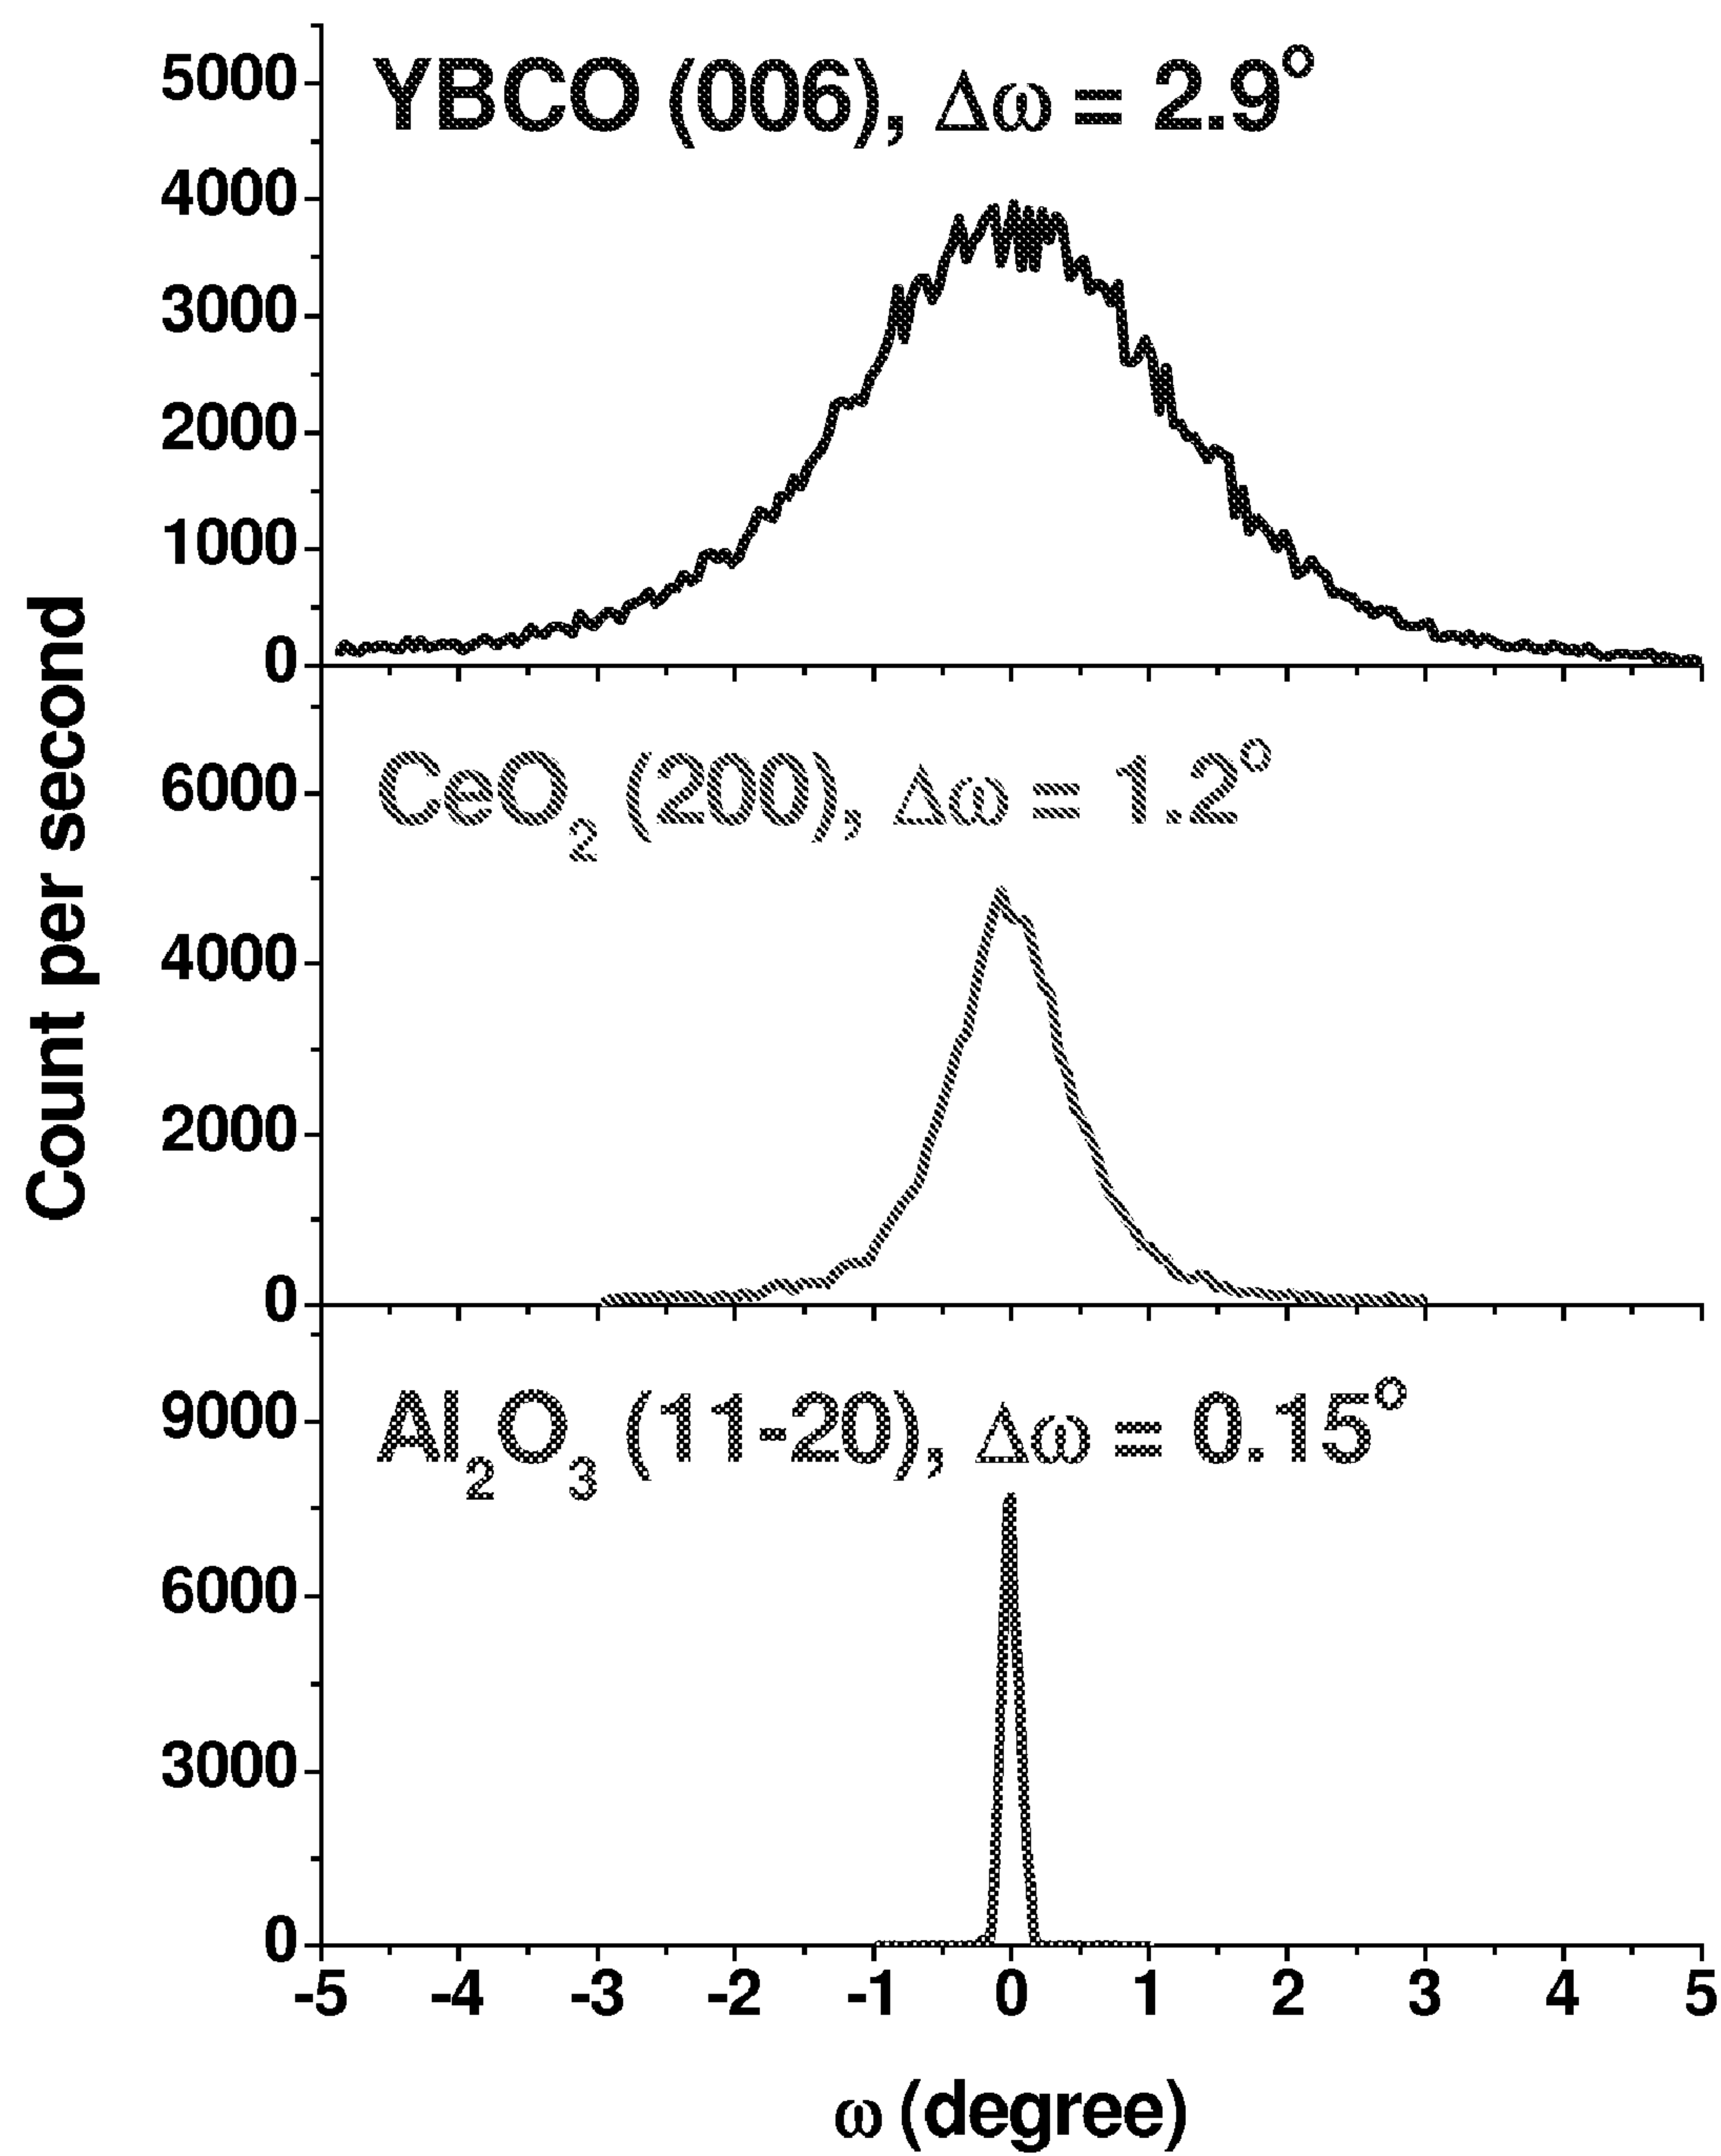 Count per second
5000
YBCO (006), Δω = 2.9°
4000
3000
2000
1000
0
6000
CeO₂ (200), Δω = 1.2°
4000
2000
0
9000
Al₂O₃ (11-20), Δω = 0.15°
6000
3000
0
-5 -4 -3 -2 -1 0 1 2 3 4 5
ω (degree)